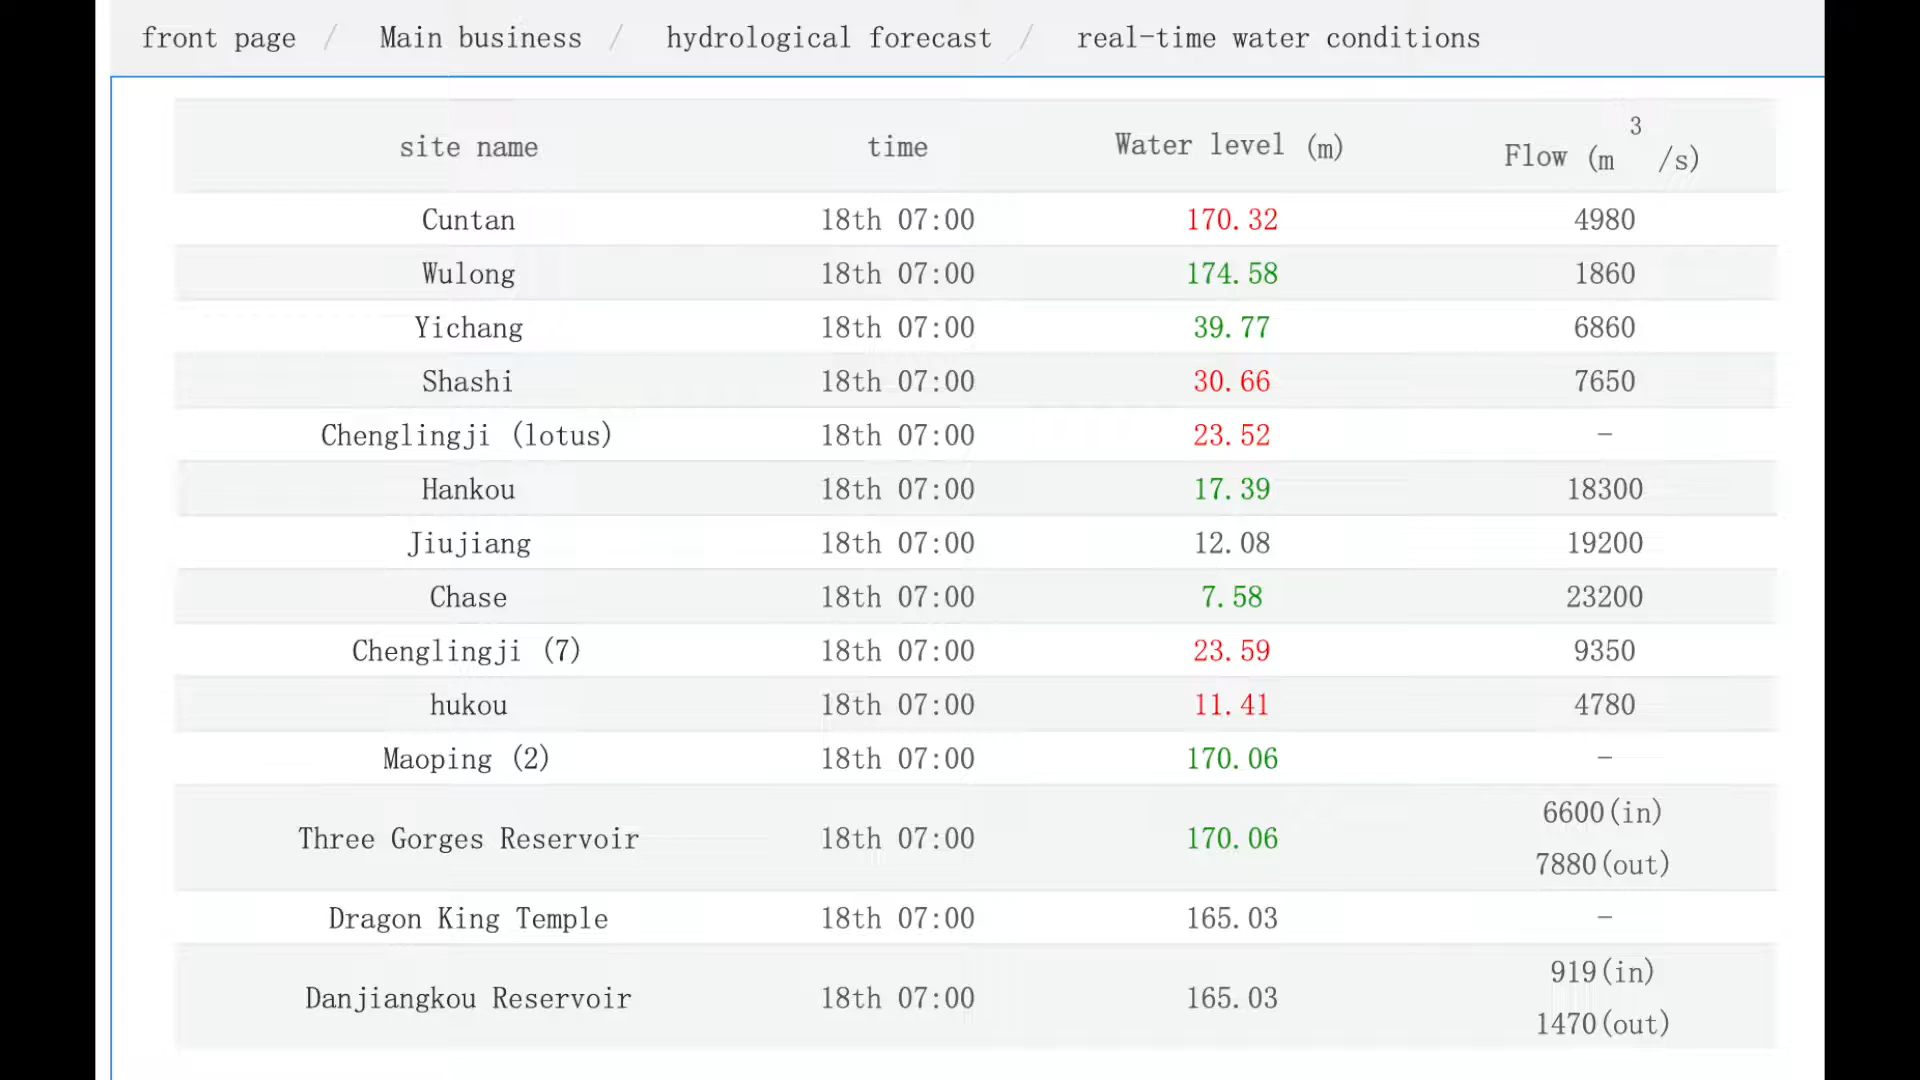 front page / Main business / hydrological forecast / real-time water conditions
site name time Water level (m) Flow (m³/s)
Cuntan 18th 07:00 170.32 4980
Wulong 18th 07:00 174.58 1860
Yichang 18th 07:00 39.77 6860
Shashi 18th 07:00 30.66 7650
Chenglingji (lotus) 18th 07:00 23.52 -
Hankou 18th 07:00 17.39 18300
Jiujiang 18th 07:00 12.08 19200
Chase 18th 07:00 7.58 23200
Chenglingji (7) 18th 07:00 23.59 9350
hukou 18th 07:00 11.41 4780
Maoping (2) 18th 07:00 170.06 -
Three Gorges Reservoir 18th 07:00 170.06 6600(in)
7880(out)
Dragon King Temple 18th 07:00 165.03 -
Danjiangkou Reservoir 18th 07:00 165.03 919(in)
1470(out)